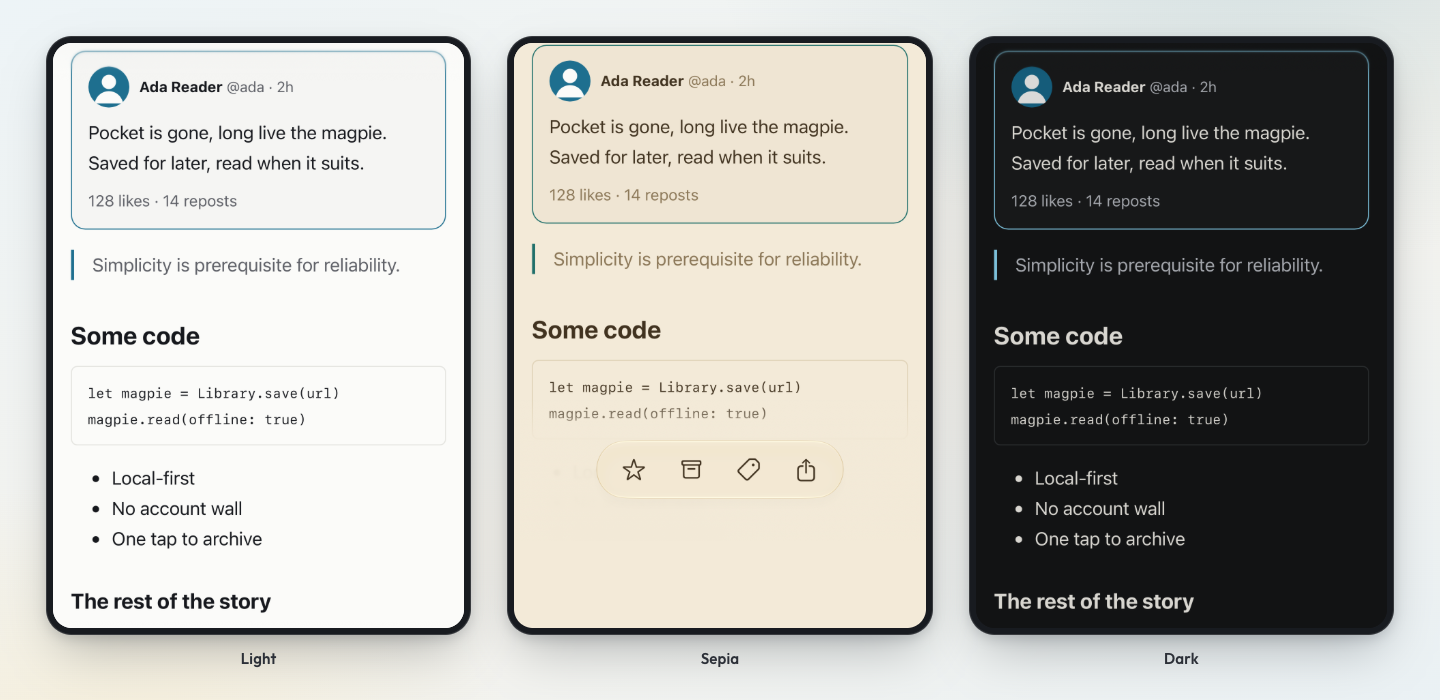 Ada Reader @ada · 2h
Pocket is gone, long live the magpie.
Saved for later, read when it suits.
128 likes · 14 reposts
Simplicity is prerequisite for reliability.
Some code
let magpie = Library.save(url)
magpie.read(offline: true)
• Local-first
• No account wall
• One tap to archive
The rest of the story
Light
Ada Reader @ada · 2h
Pocket is gone, long live the magpie.
Saved for later, read when it suits.
128 likes · 14 reposts
Simplicity is prerequisite for reliability.
Some code
let magpie = Library.save(url)
magpie.read(offline: true)
Sepia
Ada Reader @ada · 2h
Pocket is gone, long live the magpie.
Saved for later, read when it suits.
128 likes · 14 reposts
Simplicity is prerequisite for reliability.
Some code
let magpie = Library.save(url)
magpie.read(offline: true)
• Local-first
• No account wall
• One tap to archive
The rest of the story
Dark